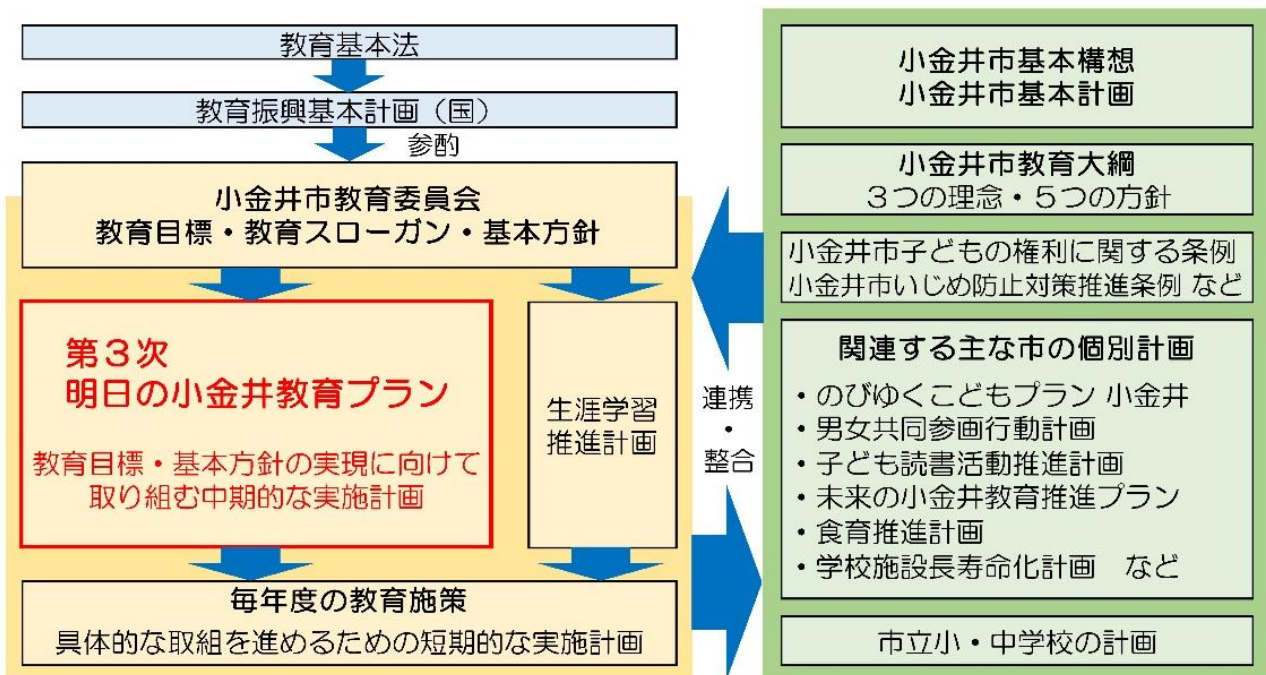 教育基本法
教育振興基本計画（国）
参酌
小金井市教育委員会
教育目標・教育スローガン・基本方針
第３次
明日の小金井教育プラン
教育目標・基本方針の実現に向けて
取り組む中期的な実施計画
生涯学習
推進計画
毎年度の教育施策
具体的な取組を進めるための短期的な実施計画
連携
・
整合
小金井市基本構想
小金井市基本計画
小金井市教育大綱
３つの理念・５つの方針
小金井市子どもの権利に関する条例
小金井市いじめ防止対策推進条例 など
関連する主な市の個別計画
・のびゆくこどもプラン 小金井
・男女共同参画行動計画
・子ども読書活動推進計画
・未来の小金井教育推進プラン
・食育推進計画
・学校施設長寿命化計画　など
市立小・中学校の計画